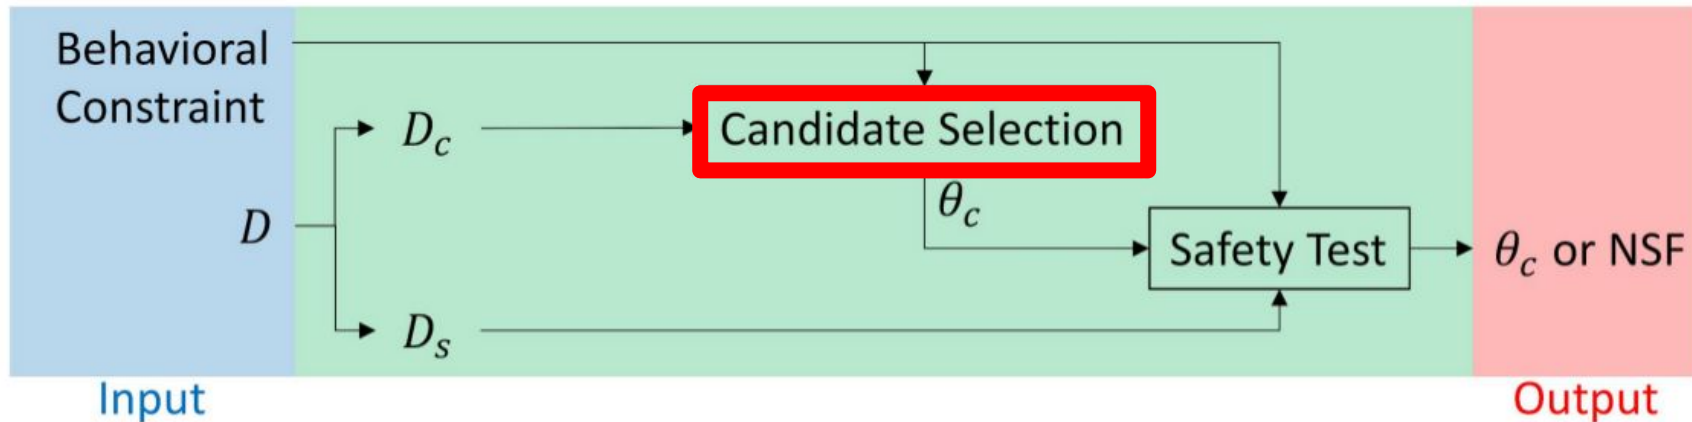 Behavioral
Constraint
D_c
Candidate Selection
θ_c
D
Safety Test
θ_c or NSF
D_s
Input
Output